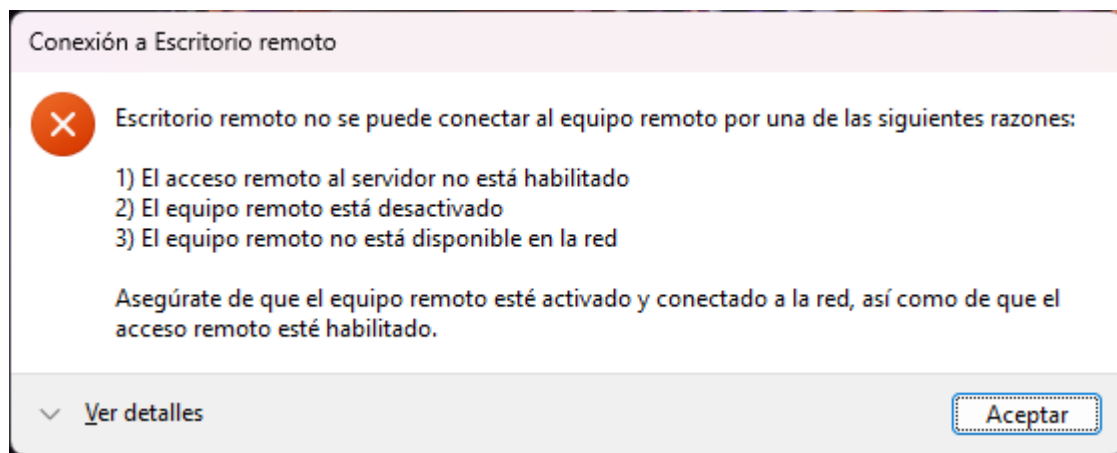 Conexión a Escritorio remoto
Escritorio remoto no se puede conectar al equipo remoto por una de las siguientes razones:
1) El acceso remoto al servidor no está habilitado
2) El equipo remoto está desactivado
3) El equipo remoto no está disponible en la red
Asegúrate de que el equipo remoto esté activado y conectado a la red, así como de que el
acceso remoto esté habilitado.
Ver detalles
Aceptar